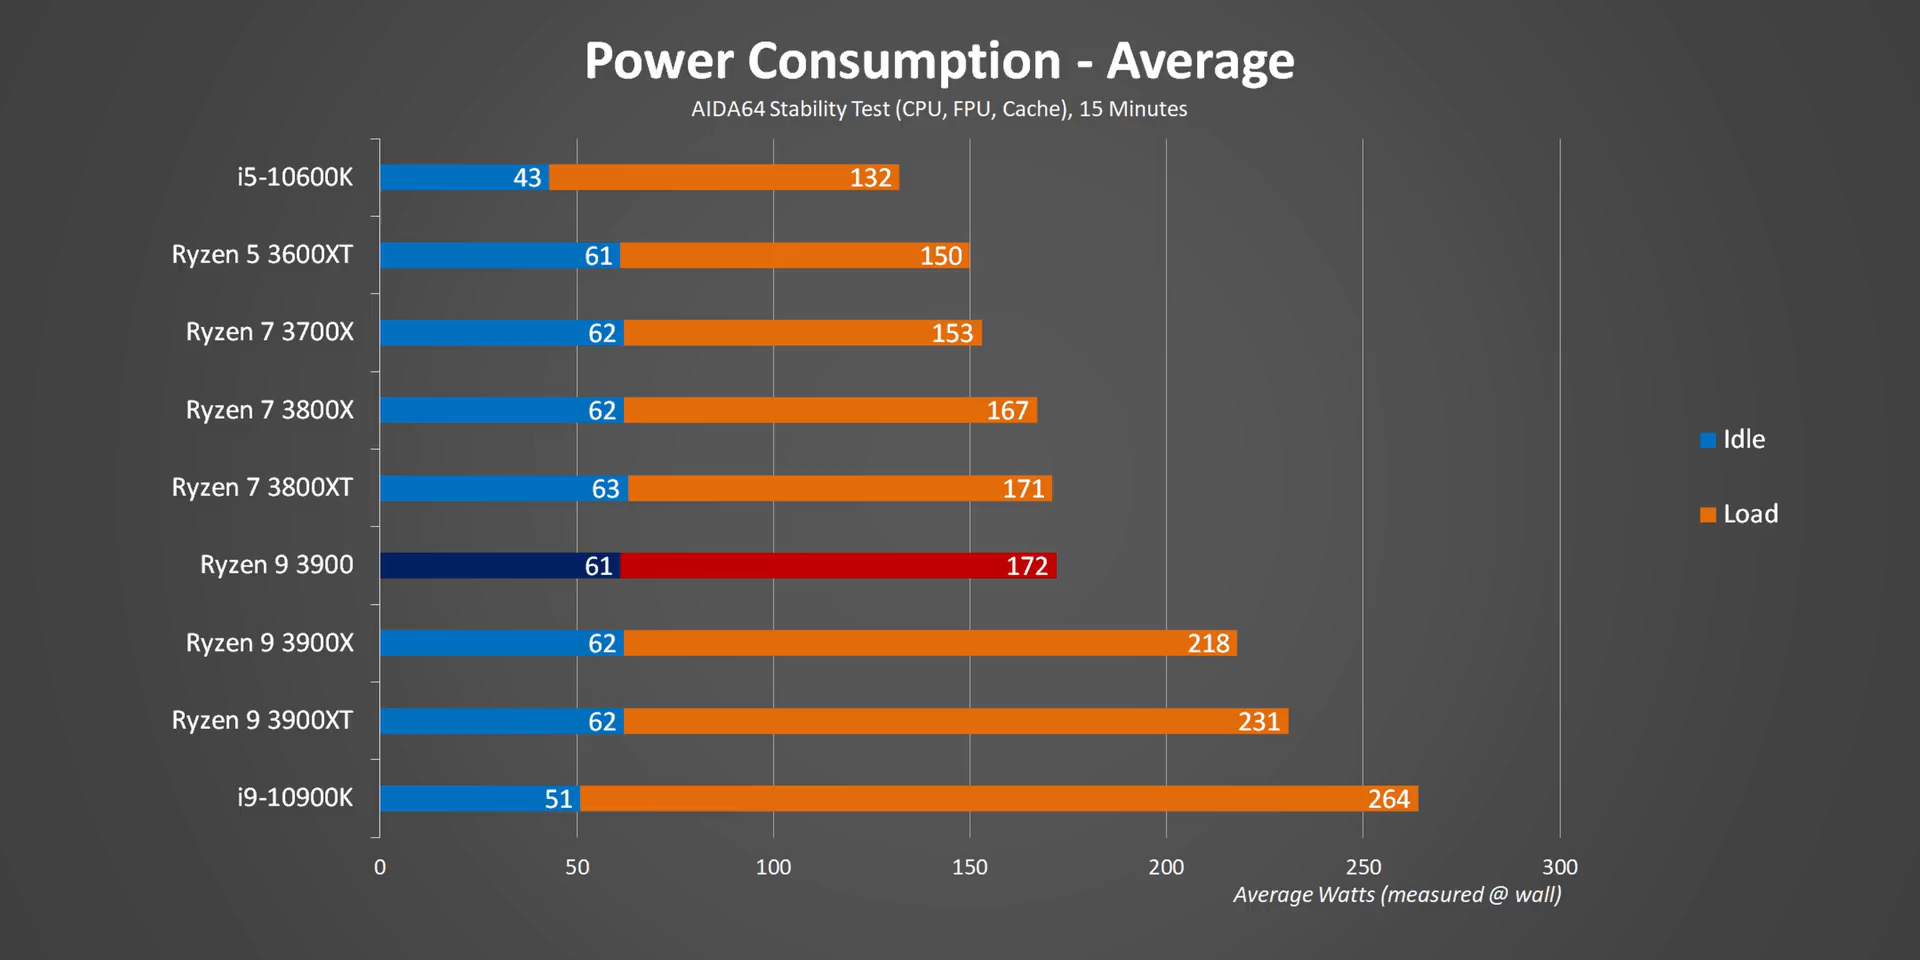 Power Consumption - Average
AIDA64 Stability Test (CPU, FPU, Cache), 15 Minutes
i5-10600K 43 132
Ryzen 5 3600XT 61 150
Ryzen 7 3700X 62 153
Ryzen 7 3800X 62 167
Ryzen 7 3800XT 63 171
Ryzen 9 3900 61 172
Ryzen 9 3900X 62 218
Ryzen 9 3900XT 62 231
i9-10900K 51 264
0 50 100 150 200 250 300
Average Watts (measured @ wall)
Idle
Load